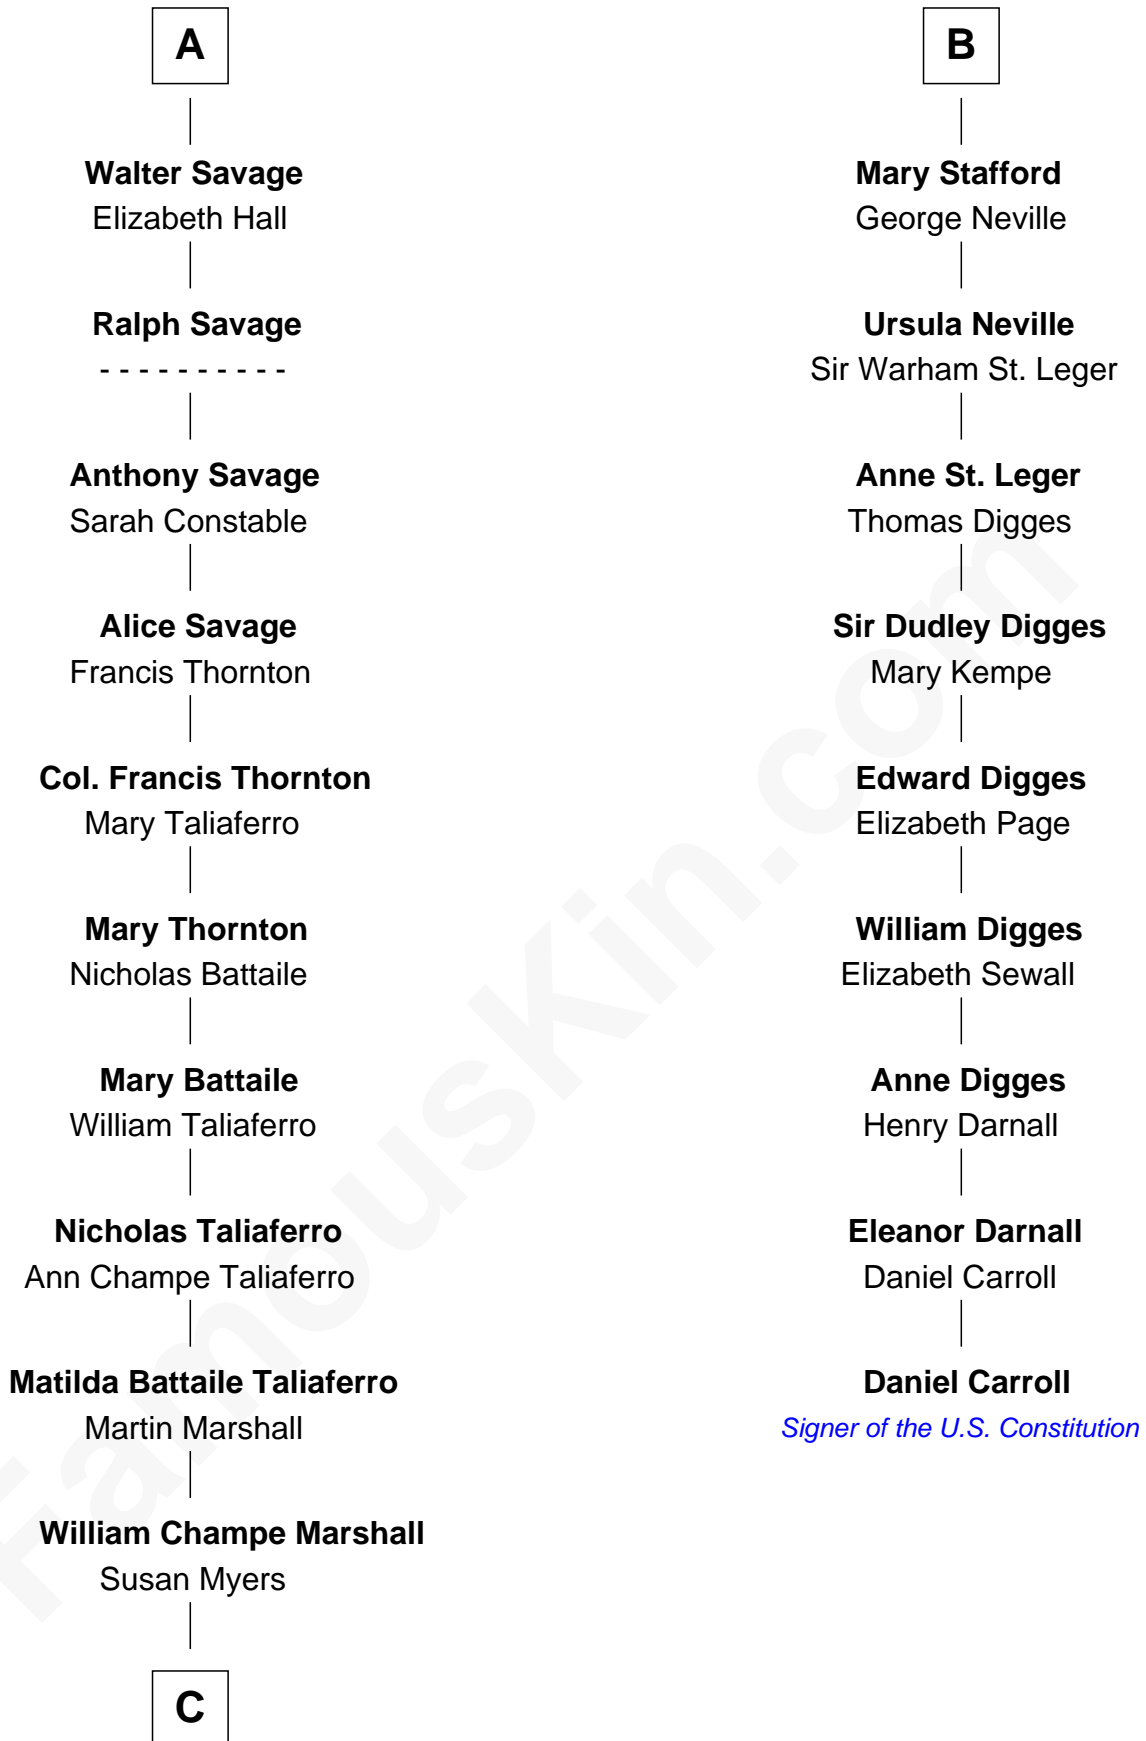 A
Walter Savage
Elizabeth Hall
Ralph Savage
- - - - - - - - - -
Anthony Savage
Sarah Constable
Alice Savage
Francis Thornton
Col. Francis Thornton
Mary Taliaferro
Mary Thornton
Nicholas Battaile
Mary Battaile
William Taliaferro
Nicholas Taliaferro
Ann Champe Taliaferro
Matilda Battaile Taliaferro
Martin Marshall
William Champe Marshall
Susan Myers
C
B
Mary Stafford
George Neville
Ursula Neville
Sir Warham St. Leger
Anne St. Leger
Thomas Digges
Sir Dudley Digges
Mary Kempe
Edward Digges
Elizabeth Page
William Digges
Elizabeth Sewall
Anne Digges
Henry Darnall
Eleanor Darnall
Daniel Carroll
Daniel Carroll
Signer of the U.S. Constitution
FamousKin.com